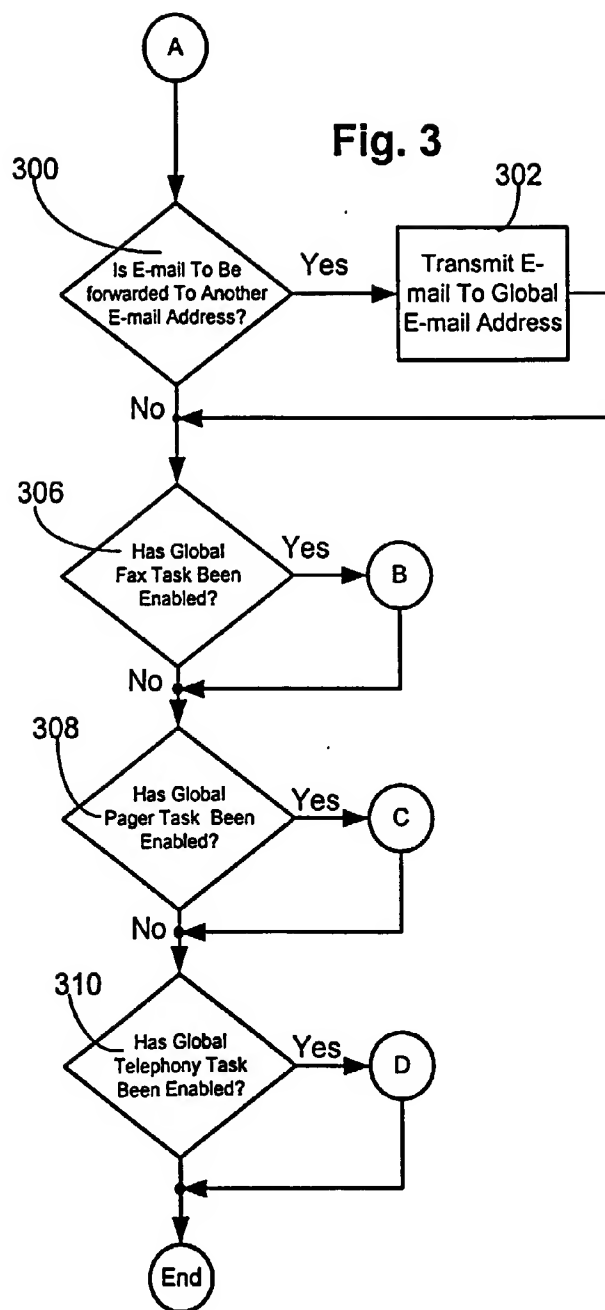 A
Fig. 3
300
302
Is E-mail To Be
forwarded To Another
E-mail Address?
Yes
Transmit E-
mail To Global
E-mail Address
No
306
Has Global
Fax Task Been
Enabled?
Yes
B
No
308
Has Global
Pager Task Been
Enabled?
Yes
C
No
310
Has Global
Telephony Task
Been Enabled?
Yes
D
End